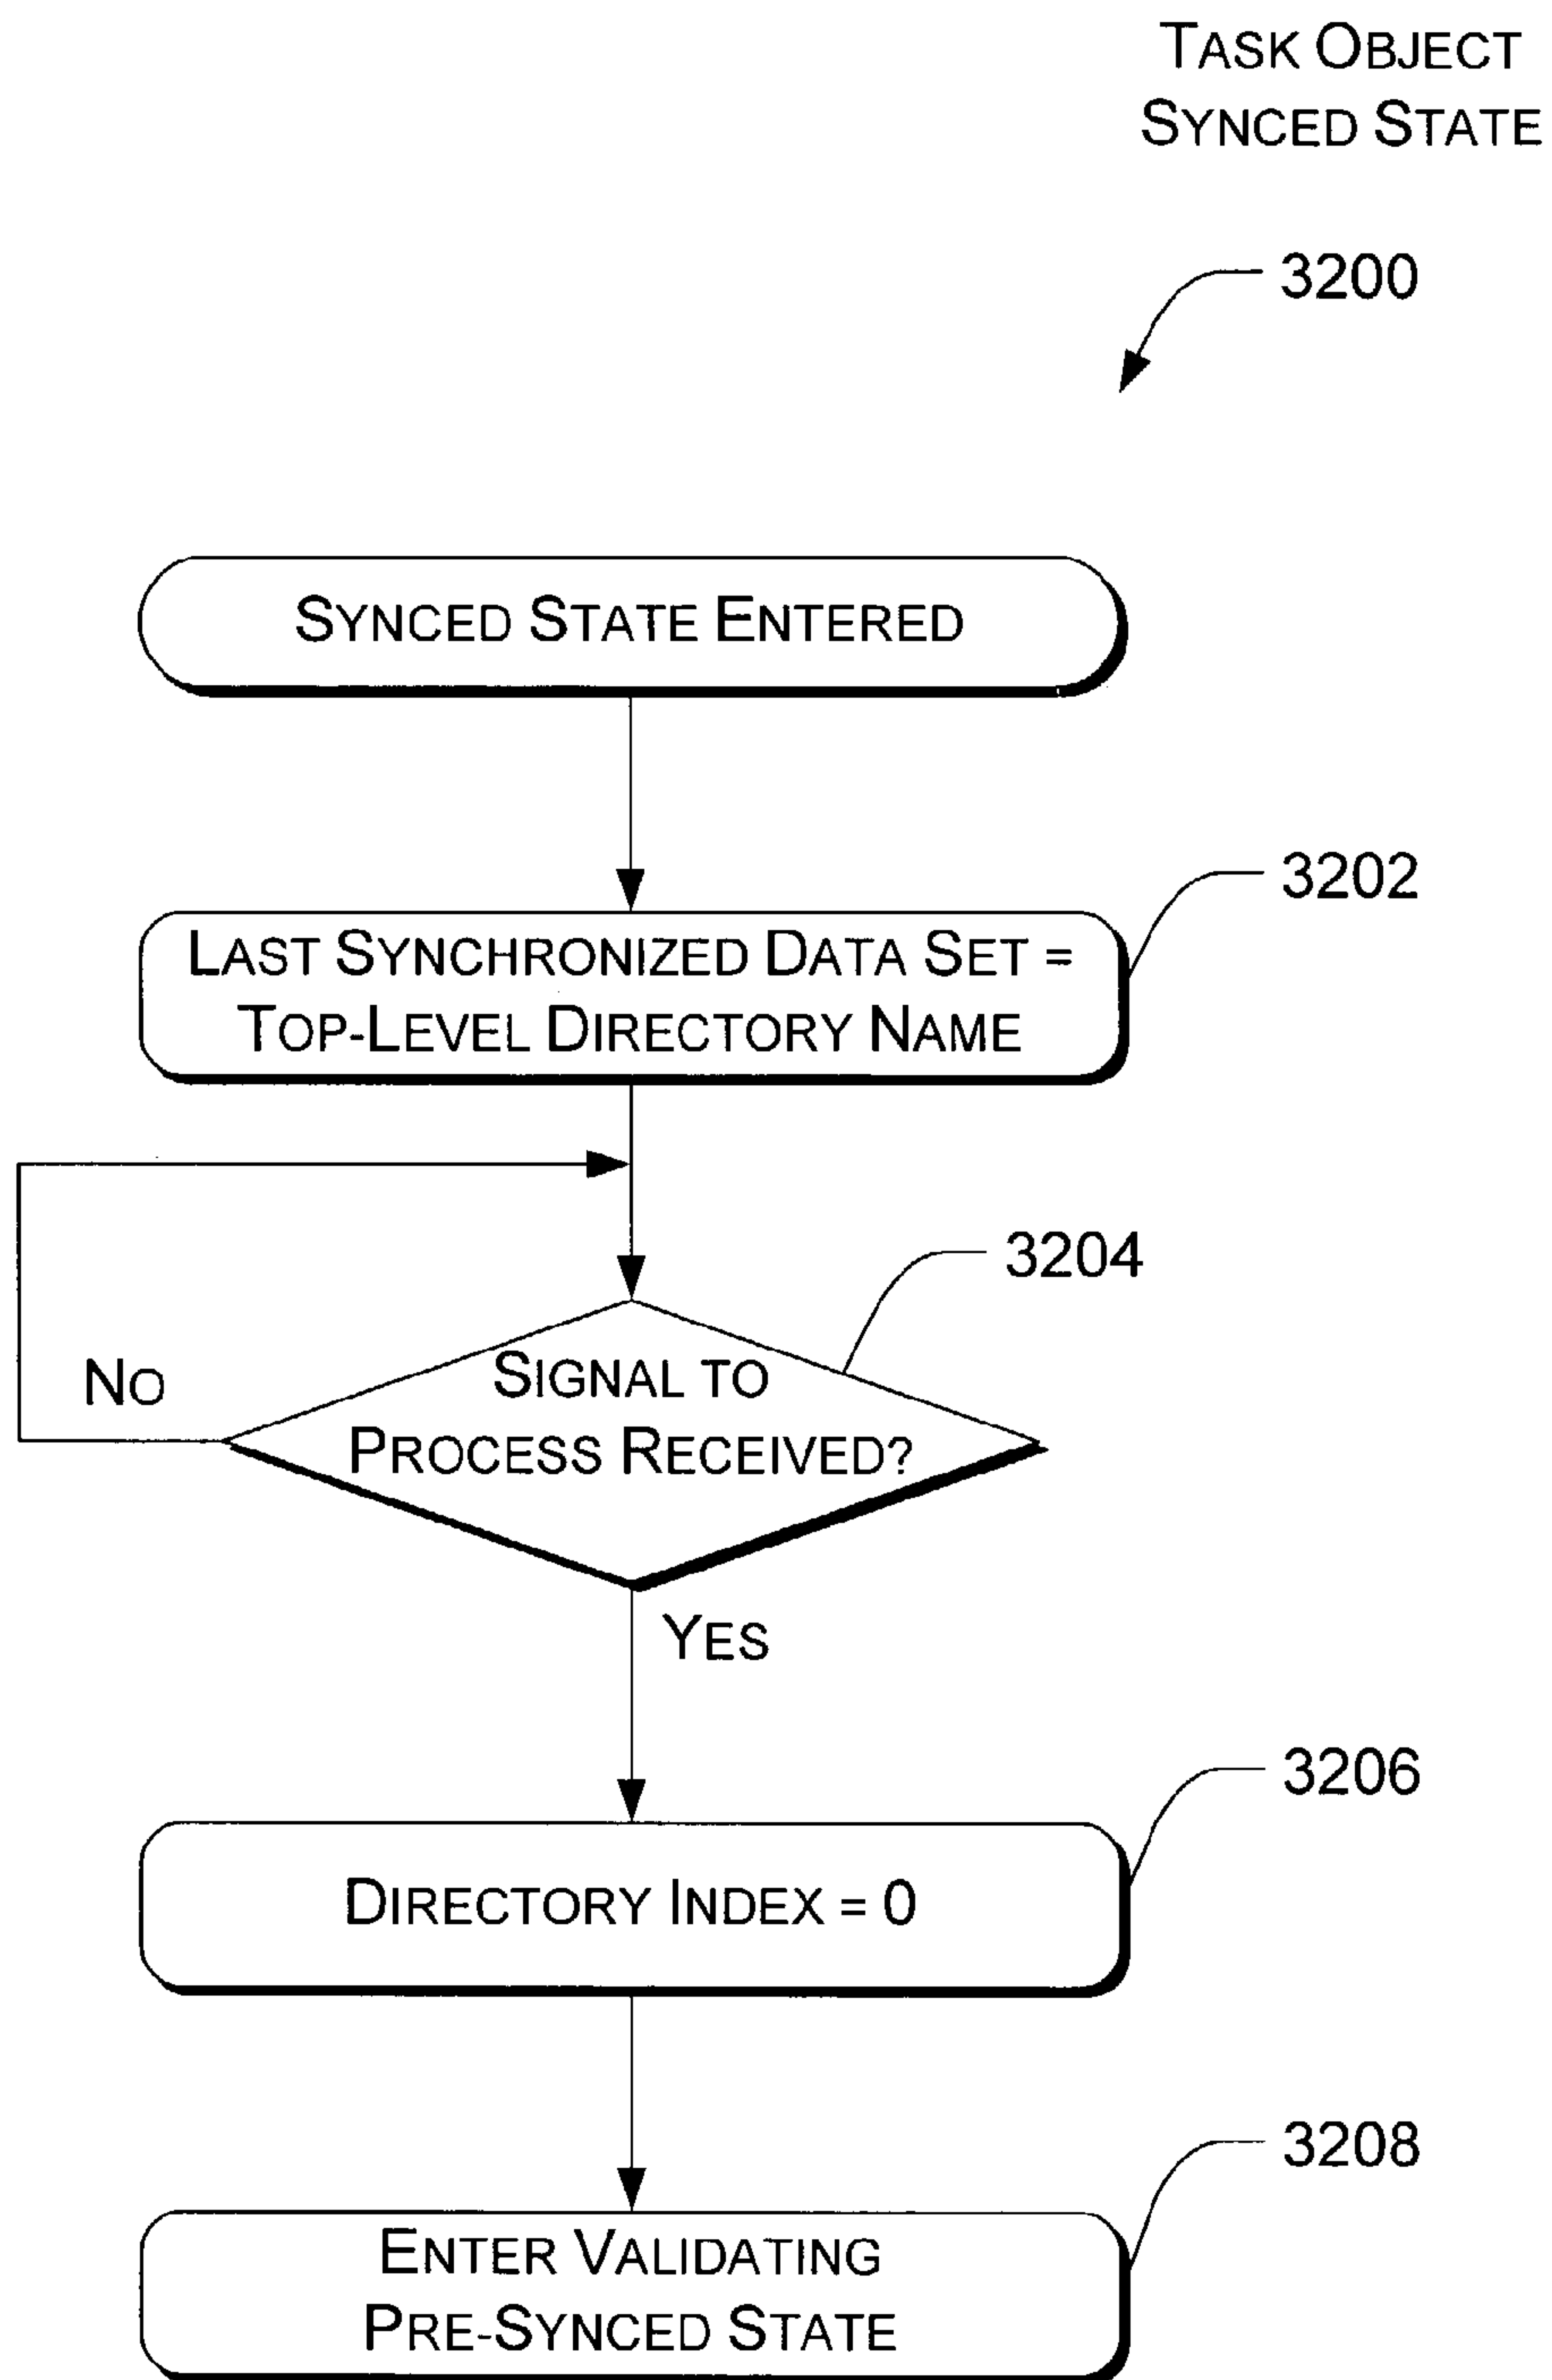 TASK OBJECT
SYNCED STATE
3200
SYNCED STATE ENTERED
3202
LAST SYNCHRONIZED DATA SET =
TOP-LEVEL DIRECTORY NAME
3204
NO
SIGNAL TO
PROCESS RECEIVED?
YES
3206
DIRECTORY INDEX = 0
3208
ENTER VALIDATING
PRE-SYNCED STATE